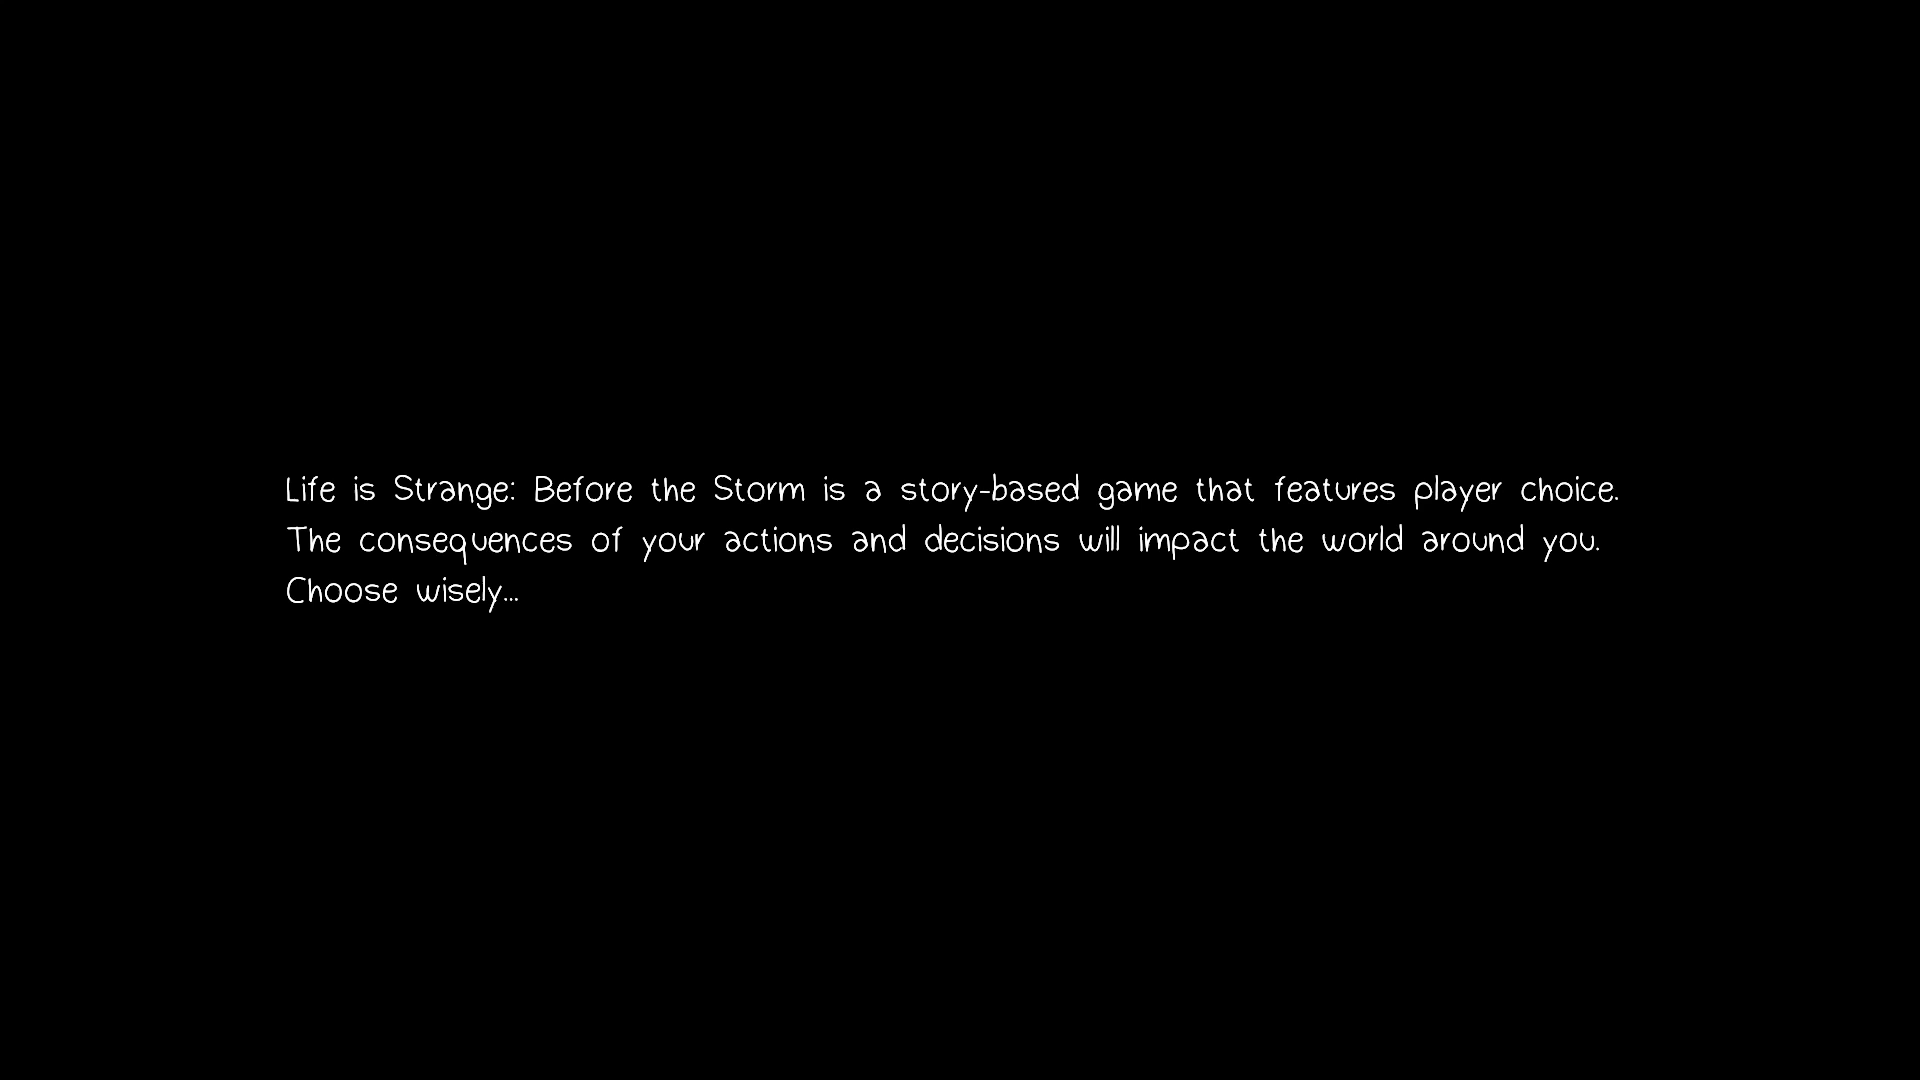 Life is Strange: Before the Storm is a story-based game that features player choice.
The consequences of your actions and decisions will impact the world around you.
Choose wisely...